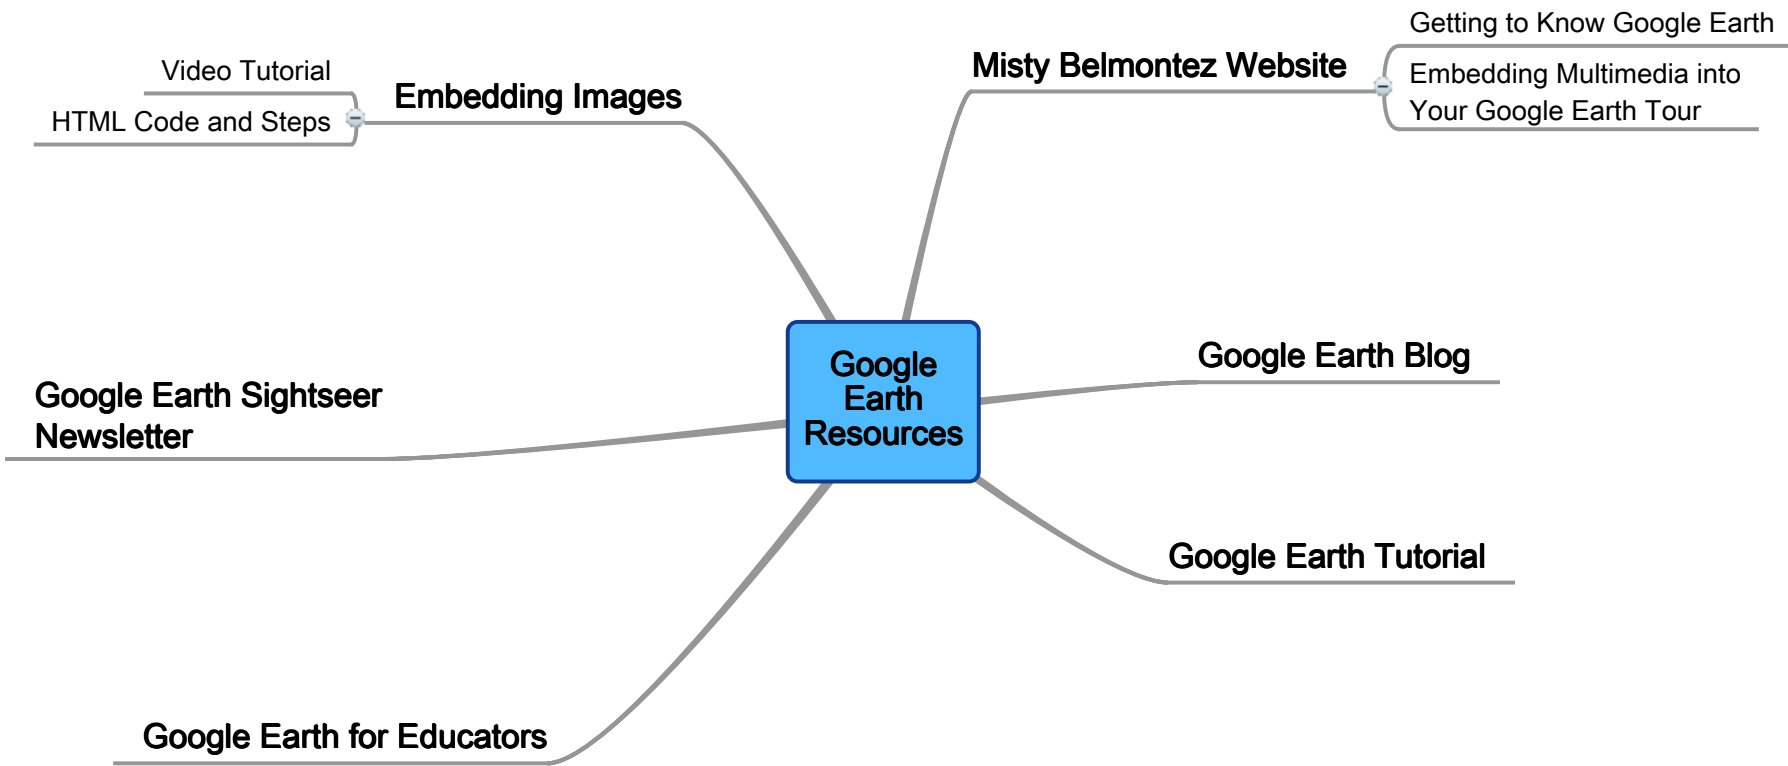 Google
Earth
Resources
Misty Belmontez Website
Getting to Know Google Earth
Embedding Multimedia into
Your Google Earth Tour
Google Earth Blog
Google Earth Tutorial
Google Earth for Educators
Google Earth Sightseer
Newsletter
Embedding Images
Video Tutorial
HTML Code and Steps